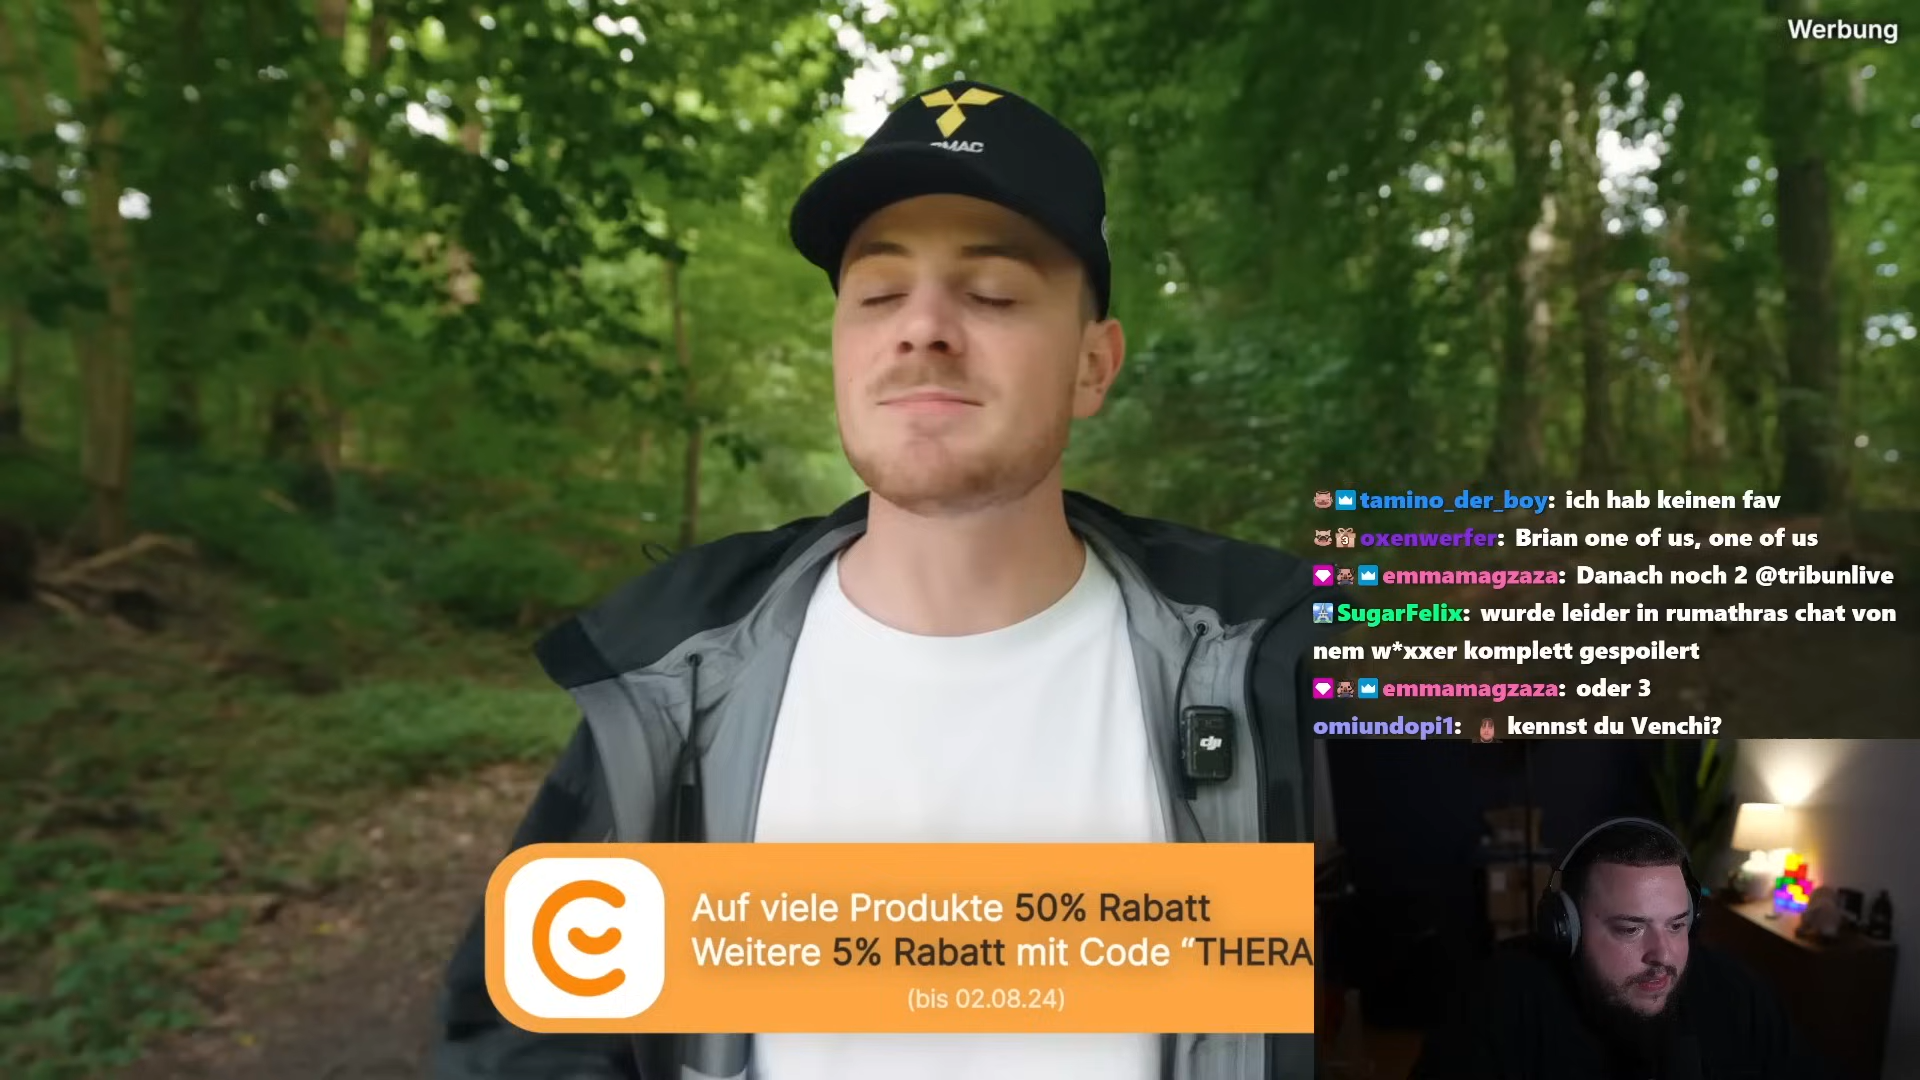 Werbung
tamino_der_boy: ich hab keinen fav
oxenwerfer: Brian one of us, one of us
emmamagzaza: Danach noch 2 @tribunlive
SugarFelix: wurde leider in rumathras chat von
nem w*xxer komplett gespoilert
emmamagzaza: oder 3
omiundopi1: kennst du Venchi?
dji
Auf viele Produkte 50% Rabatt
Weitere 5% Rabatt mit Code “THERA
(bis 02.08.24)